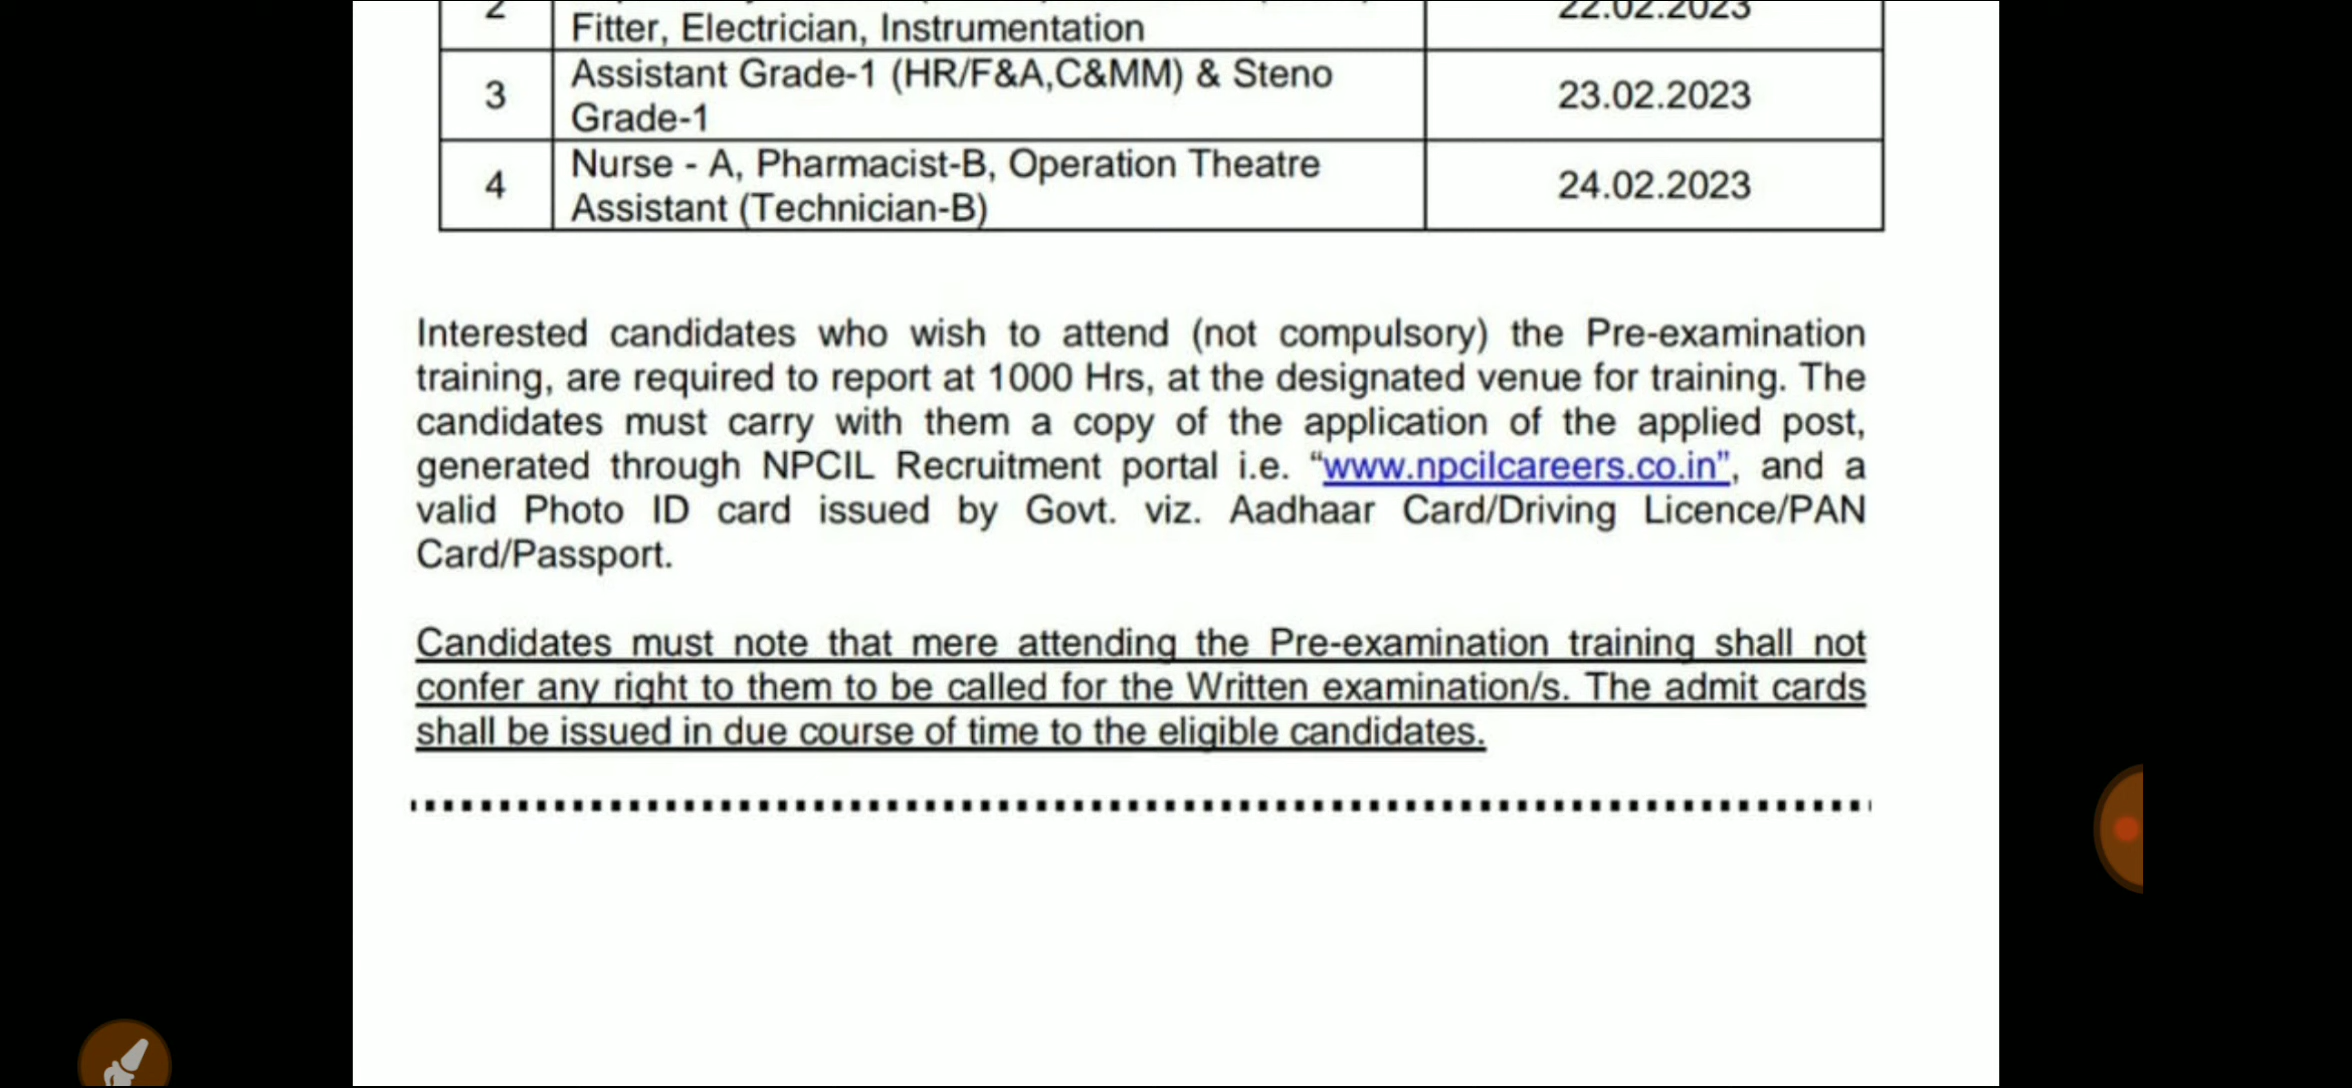 2
Fitter, Electrician, Instrumentation
22.02.2023
3
Assistant Grade-1 (HR/F&A,C&MM) & Steno
Grade-1
23.02.2023
4
Nurse - A, Pharmacist-B, Operation Theatre
Assistant (Technician-B)
24.02.2023
Interested candidates who wish to attend (not compulsory) the Pre-examination
training, are required to report at 1000 Hrs, at the designated venue for training. The
candidates must carry with them a copy of the application of the applied post,
generated through NPCIL Recruitment portal i.e. “www.npcilcareers.co.in”, and a
valid Photo ID card issued by Govt. viz. Aadhaar Card/Driving Licence/PAN
Card/Passport.
Candidates must note that mere attending the Pre-examination training shall not
confer any right to them to be called for the Written examination/s. The admit cards
shall be issued in due course of time to the eligible candidates.